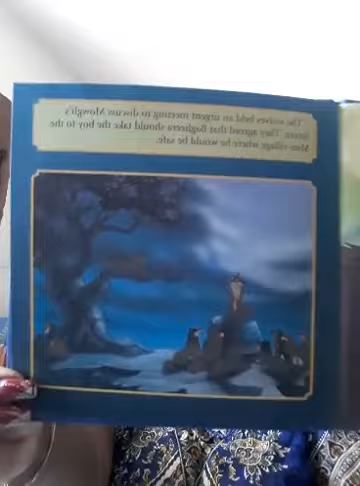 The wolves held an urgent meeting to discuss Mowgli's
future. They agreed that Bagheera should take the boy to the
Man-village where he would be safe.